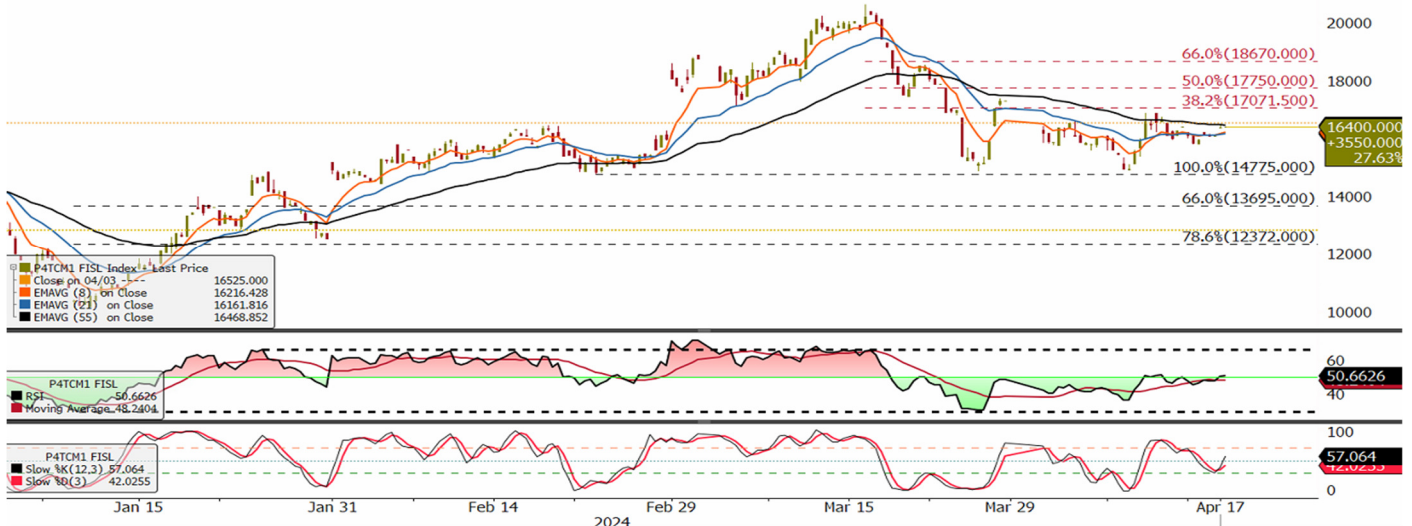 20000
66.0%(18670.000)
18000
50.0%(17750.000)
38.2%(17071.500)
16400.000
+3550.000
27.63%
100.0%(14775.000)
14000
66.0%(13695.000)
78.6%(12372.000)
12000
10000
P4TCM1 FISL Index - Last Price
Close on 04/03 ---- 16525.000
EMAVG (8) on Close 16216.428
EMAVG (21) on Close 16161.816
EMAVG (55) on Close 16468.852
60
50.6626
40
P4TCM1 FISL
RSI 50.6626
Moving Average 48.2404
100
57.064
42.0255
0
P4TCM1 FISL
Slow %K(12,3) 57.064
Slow %D(3) 42.0255
Jan 15
Jan 31
Feb 14
Feb 29
Mar 15
Mar 29
Apr 17
2024